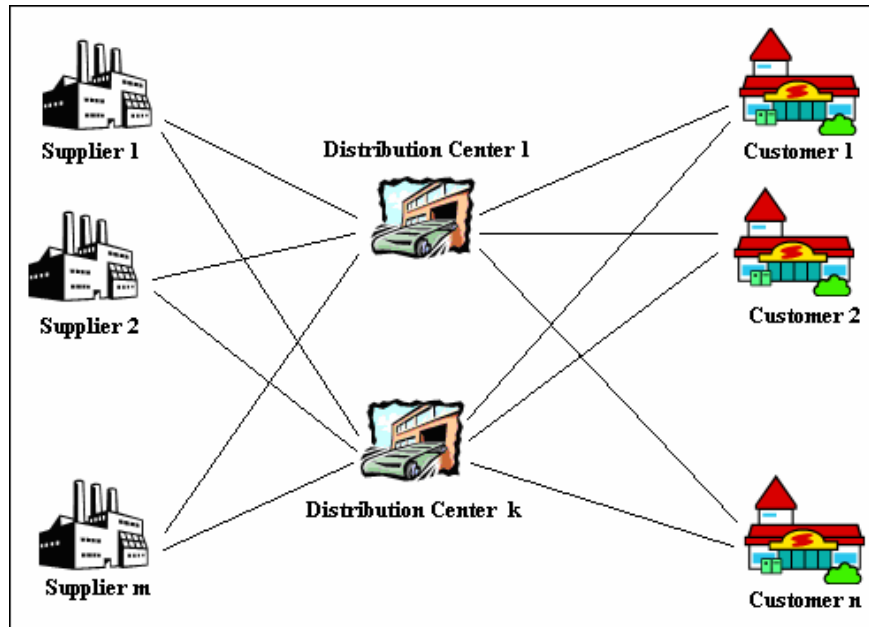 Supplier 1
Distribution Center 1
Customer 1
Supplier 2
Customer 2
Distribution Center k
Supplier m
Customer n